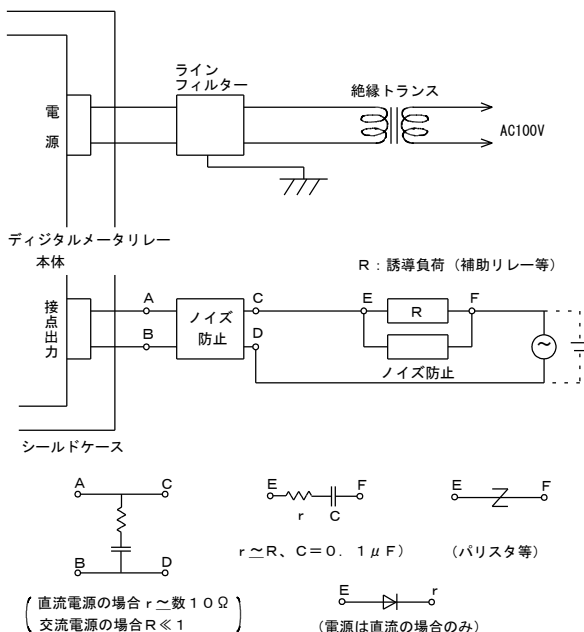 ライン
フィルター
絶縁トランス
電
源
AC100V
ディジタルメータリレー
本体
R:誘導負荷(補助リレー等)
接点出力
A
B
ノイズ
防止
C
D
E
R
F
~
ノイズ防止
シールドケース
A
C
B
D
E
r
C
F
E
F
r≃R、C=0.1μF)
(バリスタ等)
直流電源の場合r~数10Ω
交流電源の場合R≪1
E
r
(電源は直流の場合のみ)